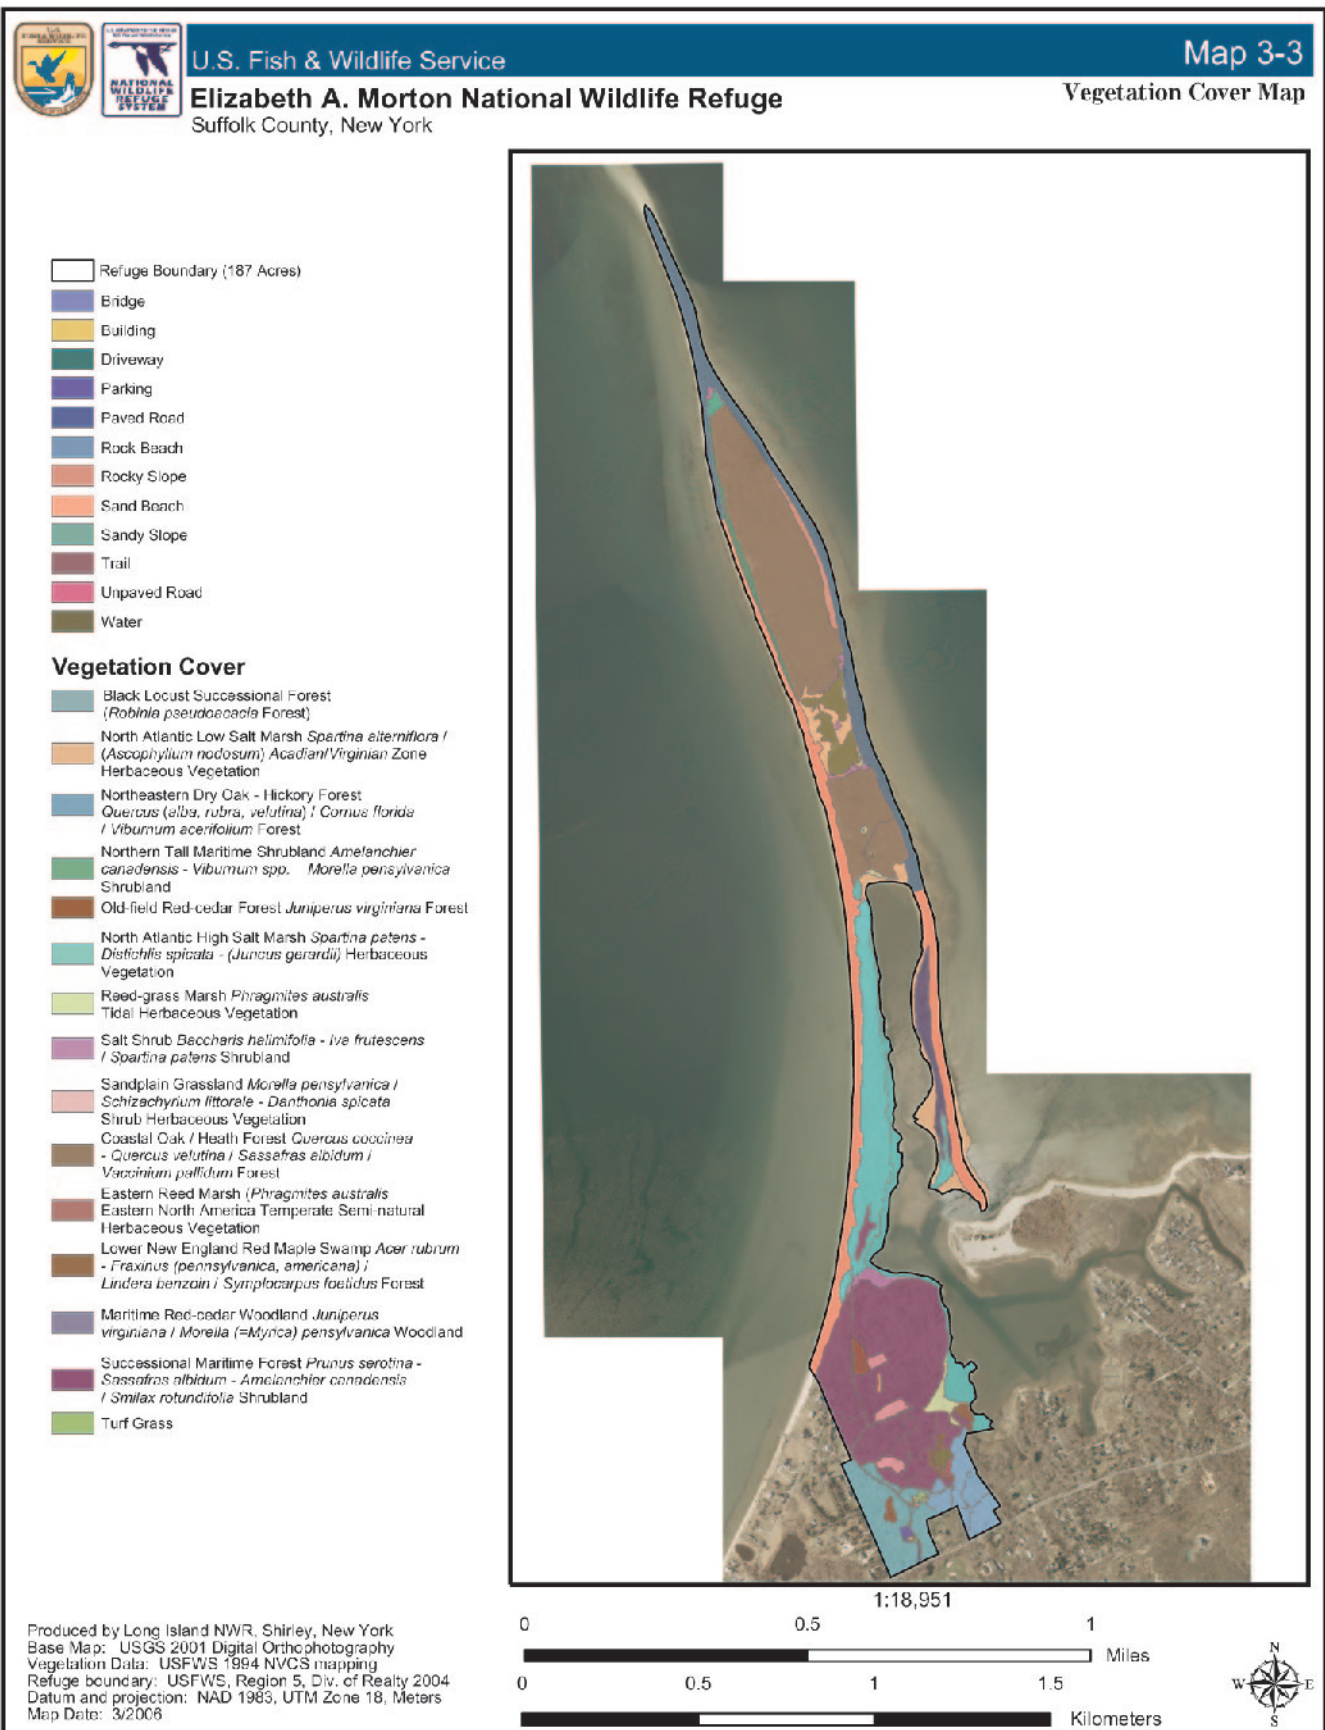 U.S.
FISH & WILDLIFE
SERVICE
NATIONAL
WILDLIFE
REFUGE
SYSTEM
U.S. Fish & Wildlife Service
Map 3-3
Elizabeth A. Morton National Wildlife Refuge
Vegetation Cover Map
Suffolk County, New York
Refuge Boundary (187 Acres)
Bridge
Building
Driveway
Parking
Paved Road
Rock Beach
Rocky Slope
Sand Beach
Sandy Slope
Trail
Unpaved Road
Water
Vegetation Cover
Black Locust Successional Forest
(Robinia pseudoacacia Forest)
North Atlantic Low Salt Marsh Spartina alterniflora /
(Ascophyllum nodosum) Acadian/Virginian Zone
Herbaceous Vegetation
Northeastern Dry Oak - Hickory Forest
Quercus (alba, rubra, velutina) / Cornus florida
/ Viburnum acerifolium Forest
Northern Tall Maritime Shrubland Amelanchier
canadensis - Viburnum spp. Morella pensylvanica
Shrubland
Old-field Red-cedar Forest Juniperus virginiana Forest
North Atlantic High Salt Marsh Spartina patens -
Distichlis spicata - (Juncus gerardii) Herbaceous
Vegetation
Reed-grass Marsh Phragmites australis
Tidal Herbaceous Vegetation
Salt Shrub Baccharis halimifolia - Iva frutescens
/ Spartina patens Shrubland
Sandplain Grassland Morella pensylvanica /
Schizachyrium littorale - Danthonia spicata
Shrub Herbaceous Vegetation
Coastal Oak / Heath Forest Quercus coccinea
- Quercus velutina / Sassafras albidum /
Vaccinium pallidum Forest
Eastern Reed Marsh (Phragmites australis
Eastern North America Temperate Semi-natural
Herbaceous Vegetation
Lower New England Red Maple Swamp Acer rubrum
- Fraxinus (pennsylvanica, americana) /
Lindera benzoin / Symplocarpus foetidus Forest
Maritime Red-cedar Woodland Juniperus
virginiana / Morella (=Myrica) pensylvanica Woodland
Successional Maritime Forest Prunus serotina -
Sassafras albidum - Amelanchier canadensis
/ Smilax rotundifolia Shrubland
Turf Grass
1:18,951
0 0.5 1
Miles
0 0.5 1 1.5
Kilometers
N
W E
S
Produced by Long Island NWR, Shirley, New York
Base Map: USGS 2001 Digital Orthophotography
Vegetation Data: USFWS 1994 NVCS mapping
Refuge boundary: USFWS, Region 5, Div. of Realty 2004
Datum and projection: NAD 1983, UTM Zone 18, Meters
Map Date: 3/2006